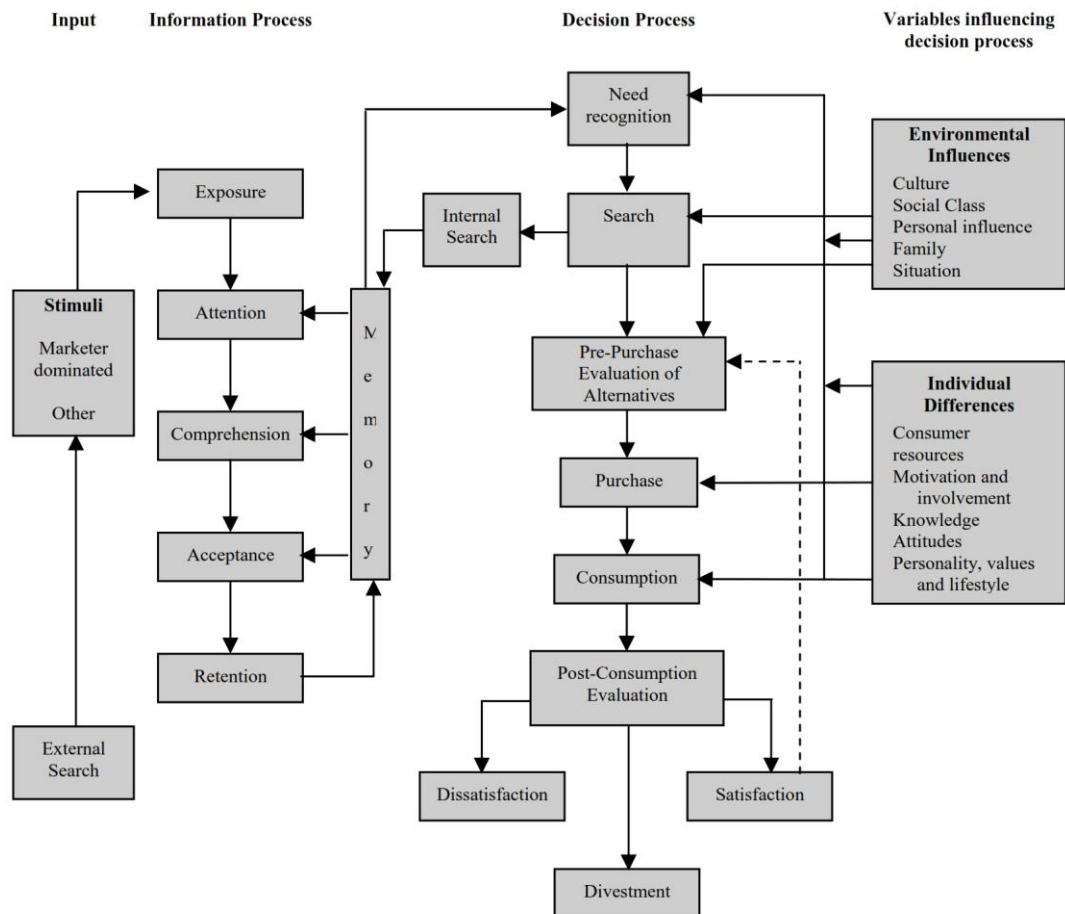 Input
Information Process
Decision Process
Variables influencing
decision process
Need
recognition
Environmental
Influences
Culture
Social Class
Personal influence
Family
Situation
Exposure
Internal
Search
Search
Stimuli
Marketer
dominated
Other
Attention
M
e
m
o
r
y
Pre-Purchase
Evaluation of
Alternatives
Individual
Differences
Consumer
resources
Motivation and
involvement
Knowledge
Attitudes
Personality, values
and lifestyle
Comprehension
Purchase
Acceptance
Consumption
Retention
Post-Consumption
Evaluation
External
Search
Dissatisfaction
Satisfaction
Divestment